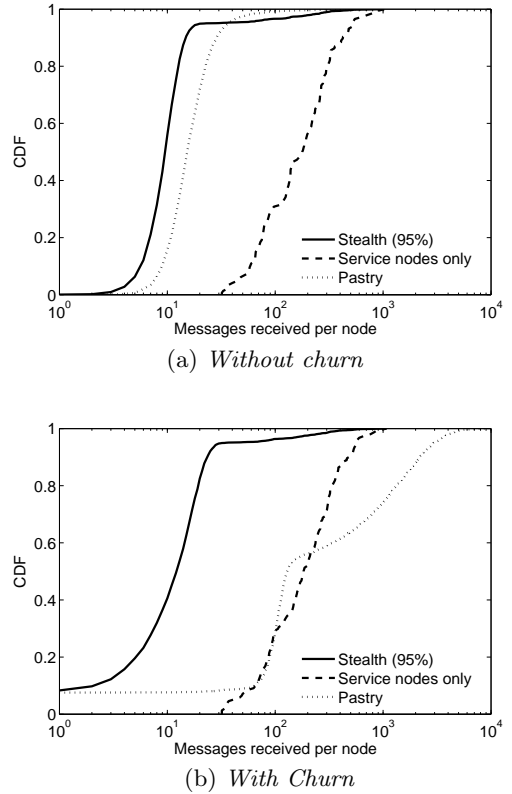 1
0.8
0.6
0.4
0.2
0
CDF
Stealth (95%)
Service nodes only
Pastry
10^0 10^1 10^2 10^3 10^4
Messages received per node
(a) Without churn
1
0.8
0.6
0.4
0.2
0
CDF
Stealth (95%)
Service nodes only
Pastry
10^0 10^1 10^2 10^3 10^4
Messages received per node
(b) With Churn